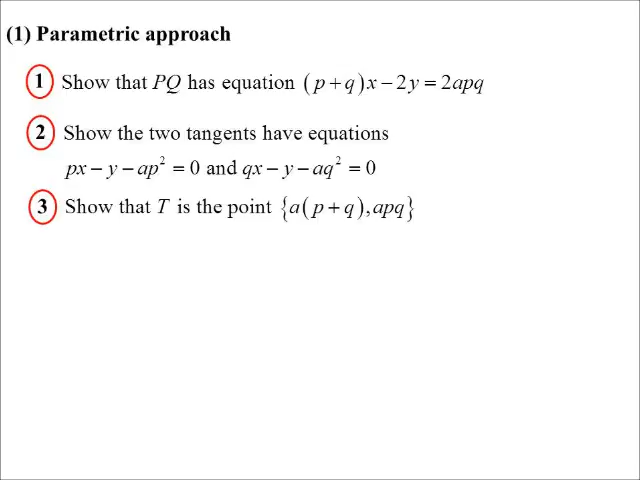 (1) Parametric approach
1 Show that PQ has equation (p + q)x − 2y = 2apq
2 Show the two tangents have equations
px − y − ap² = 0 and qx − y − aq² = 0
3 Show that T is the point {a(p + q), apq}